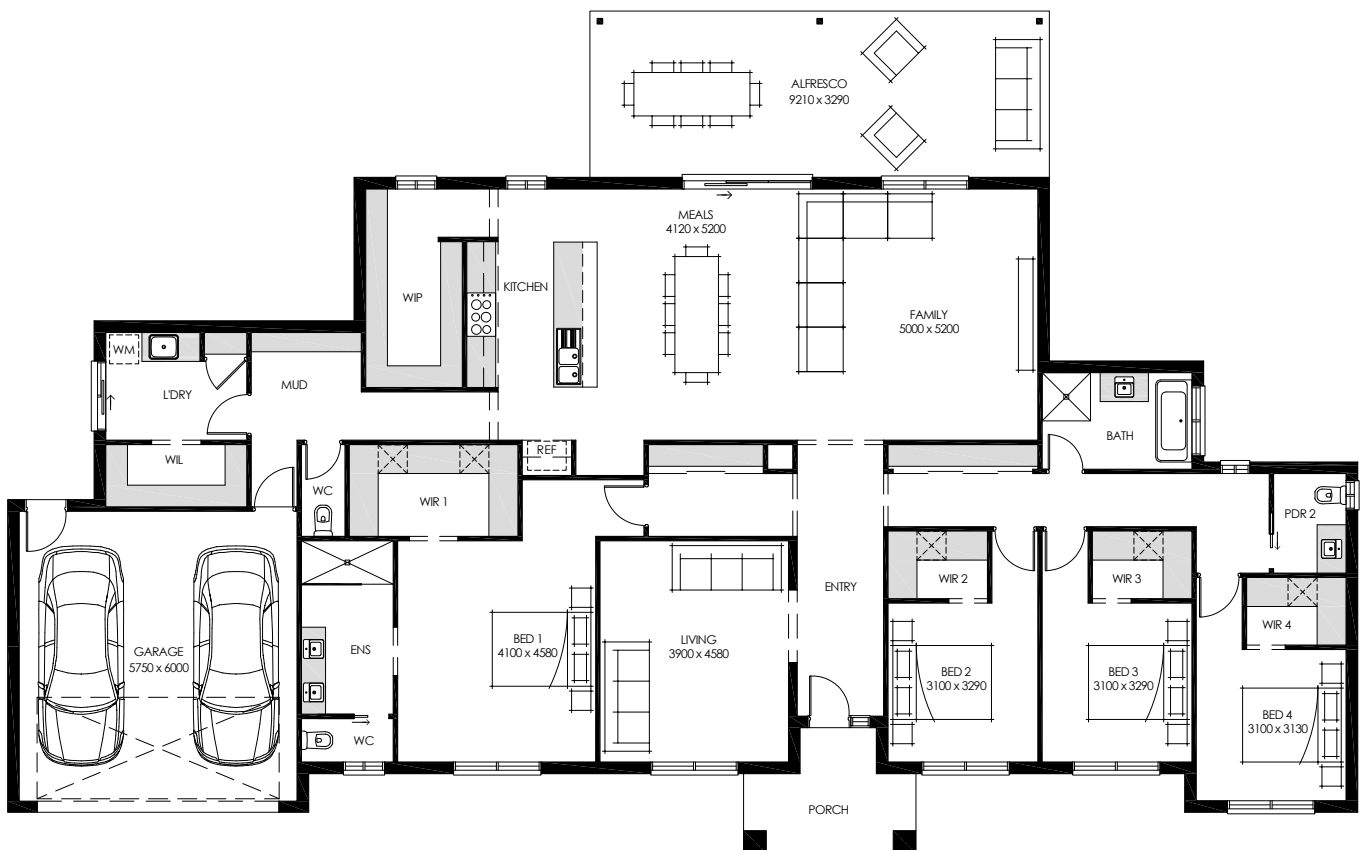 ALFRESCO
9210 x 3290
MEALS
4120 x 5200
KITCHEN
WIP
FAMILY
5000 x 5200
WM
L'DRY
MUD
WIL
REF
BATH
WC
WIR 1
PDR 2
WIR 2
WIR 3
WIR 4
ENTRY
GARAGE
5750 x 6000
ENS
BED 1
4100 x 4580
LIVING
3900 x 4580
BED 2
3100 x 3290
BED 3
3100 x 3290
BED 4
3100 x 3130
WC
PORCH